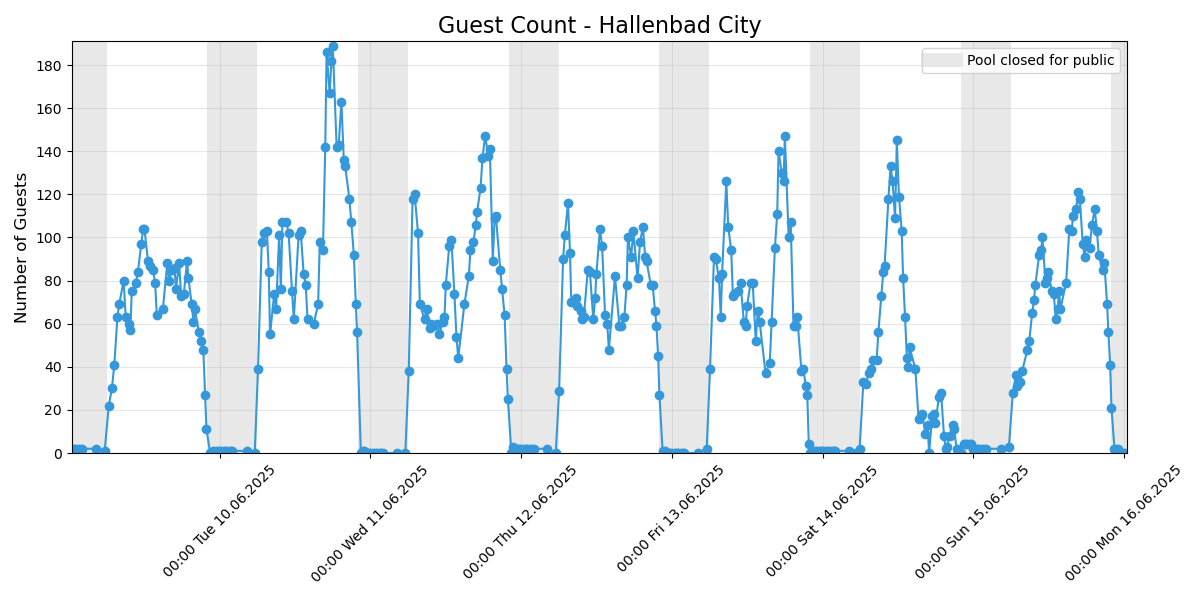 Guest Count - Hallenbad City
Pool closed for public
Number of Guests
180
160
140
120
100
80
60
40
20
0
00:00 Tue 10.06.2025
00:00 Wed 11.06.2025
00:00 Thu 12.06.2025
00:00 Fri 13.06.2025
00:00 Sat 14.06.2025
00:00 Sun 15.06.2025
00:00 Mon 16.06.2025